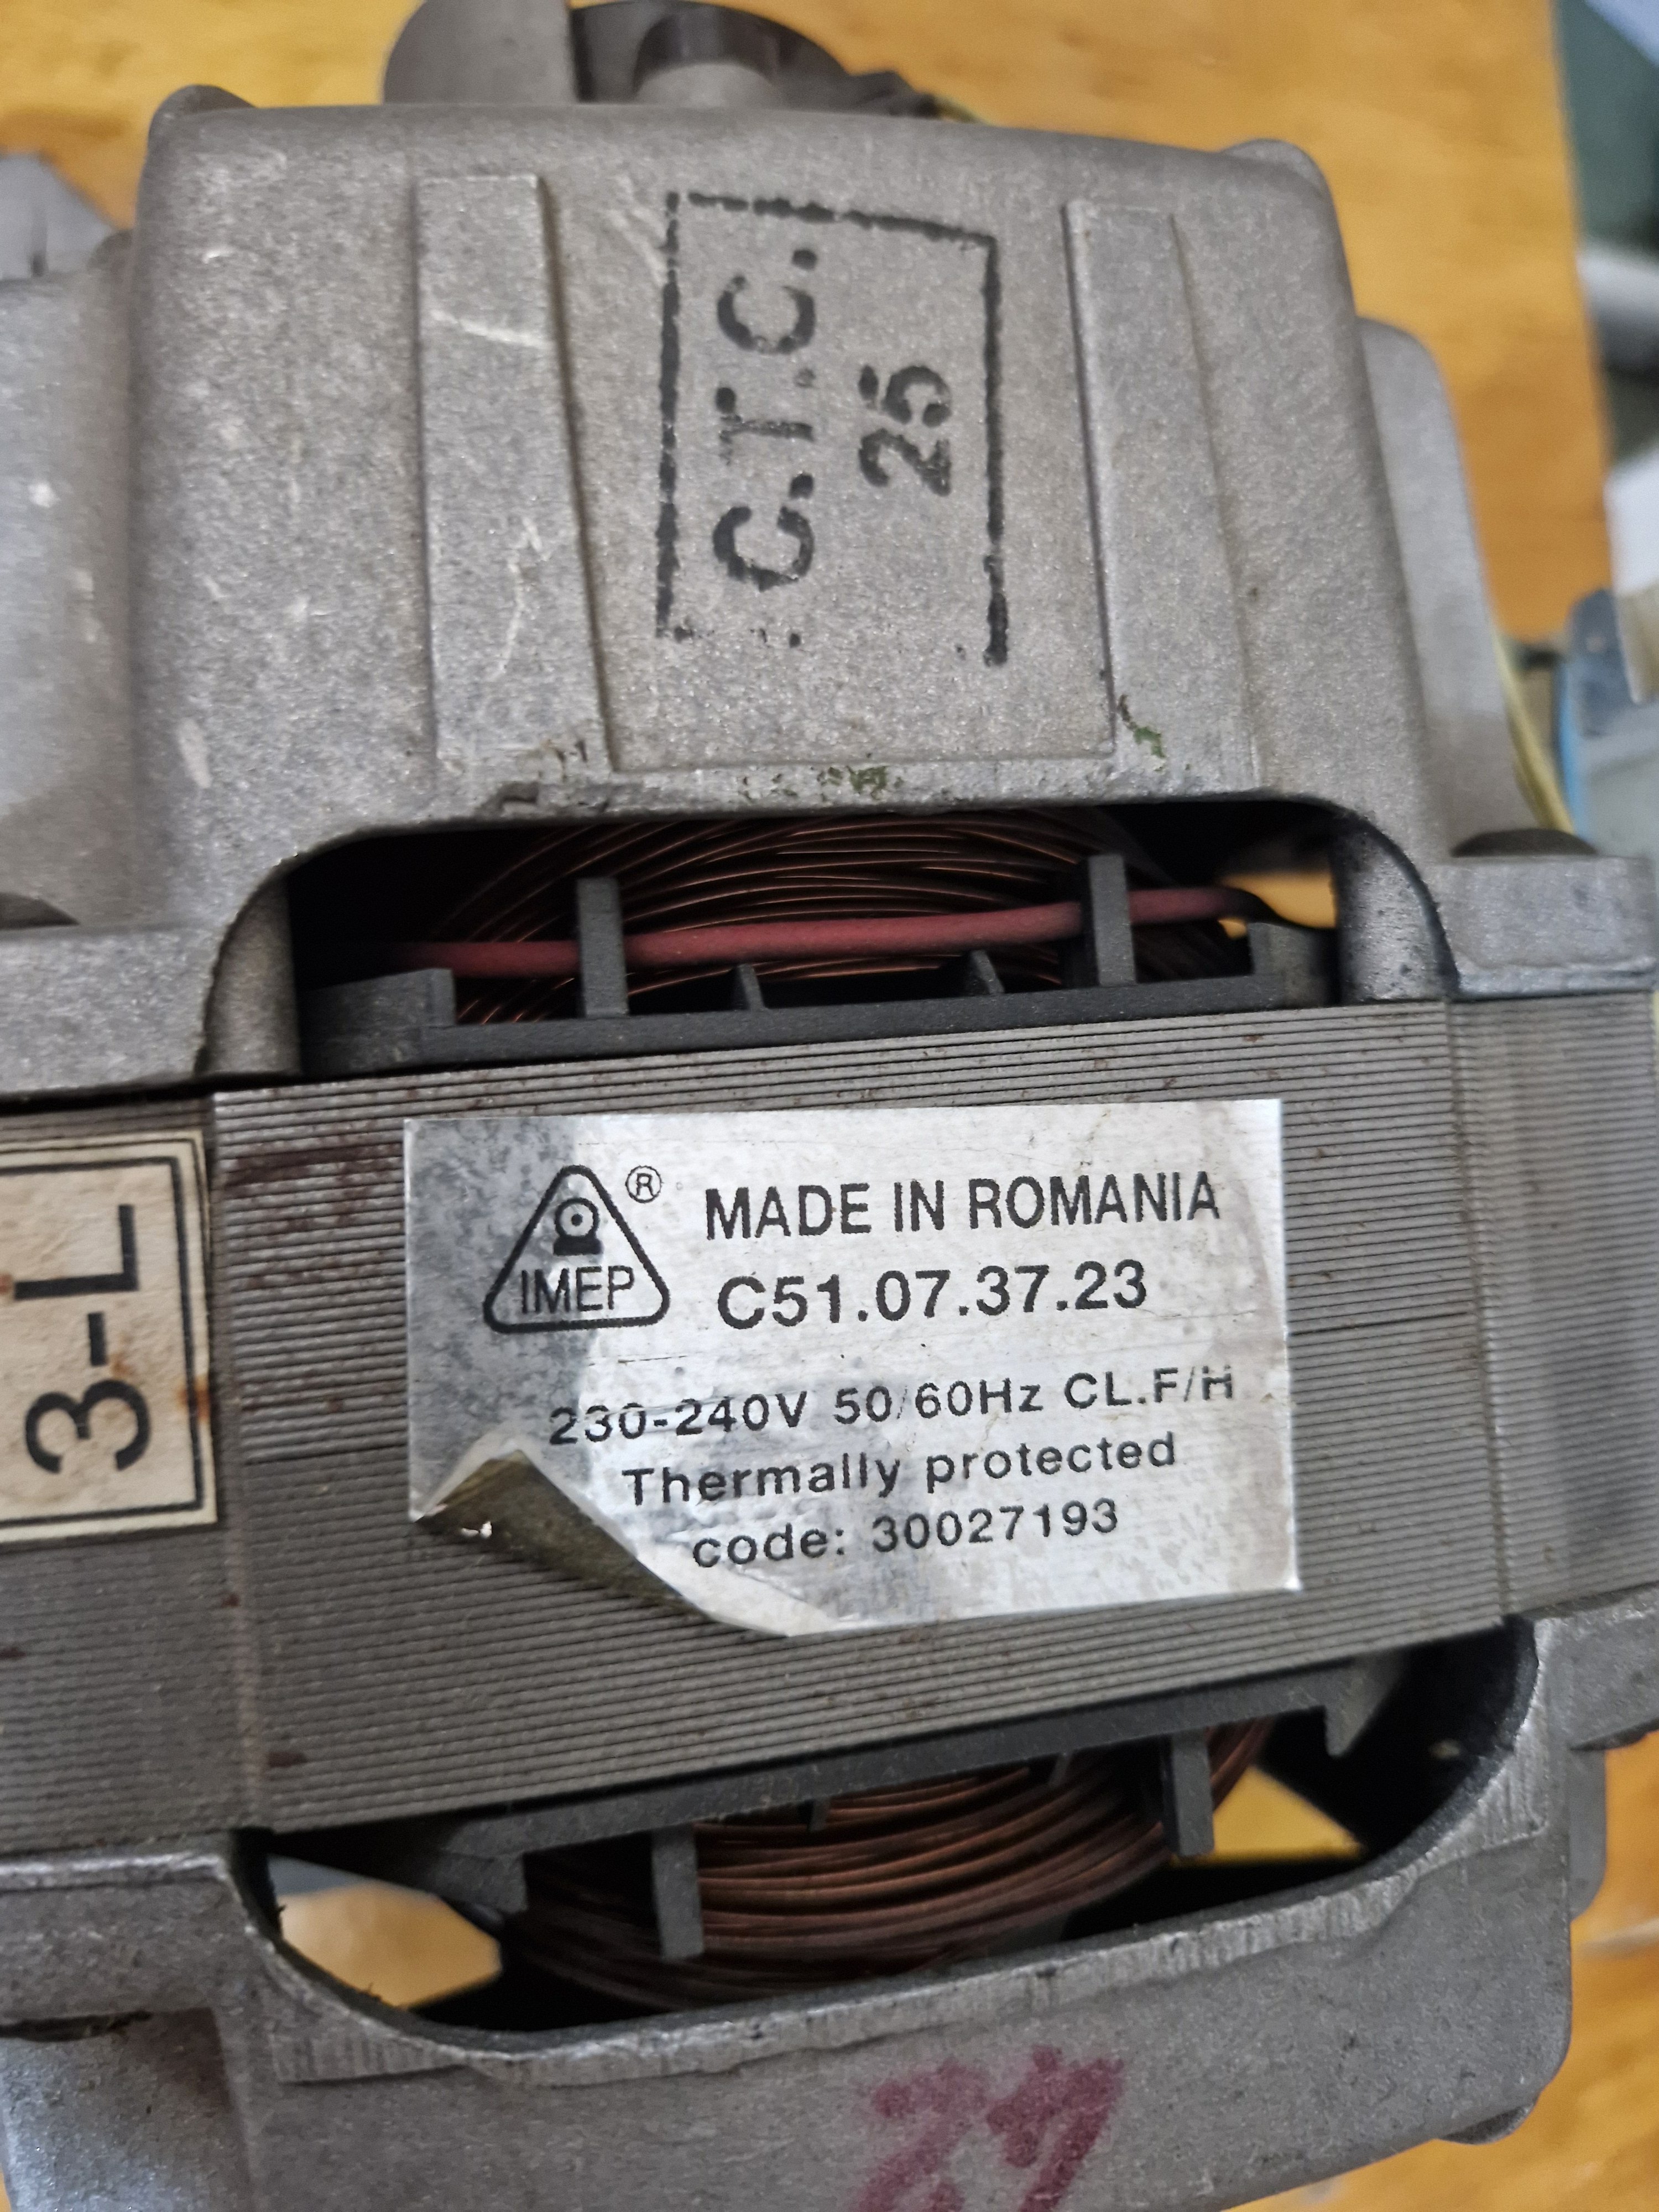 C.T.C.
25
3-L
IMEP ®
MADE IN ROMANIA
C51.07.37.23
230-240V 50/60Hz CL.F/H
Thermally protected
code: 30027193